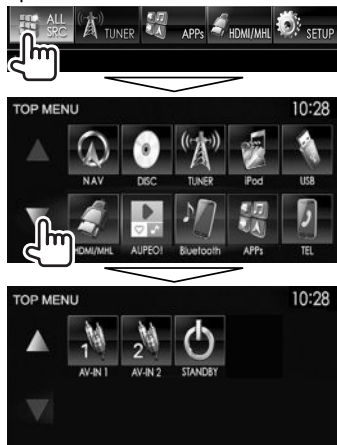 ALL SRC TUNER APPs HDMI/MHL SETUP
TOP MENU 10:28
NAV DISC TUNER iPod USB
HDMI/MHL AUPEO! Bluetooth APPs TEL
TOP MENU 10:28
1 2
AV-IN 1 AV-IN 2 STANDBY